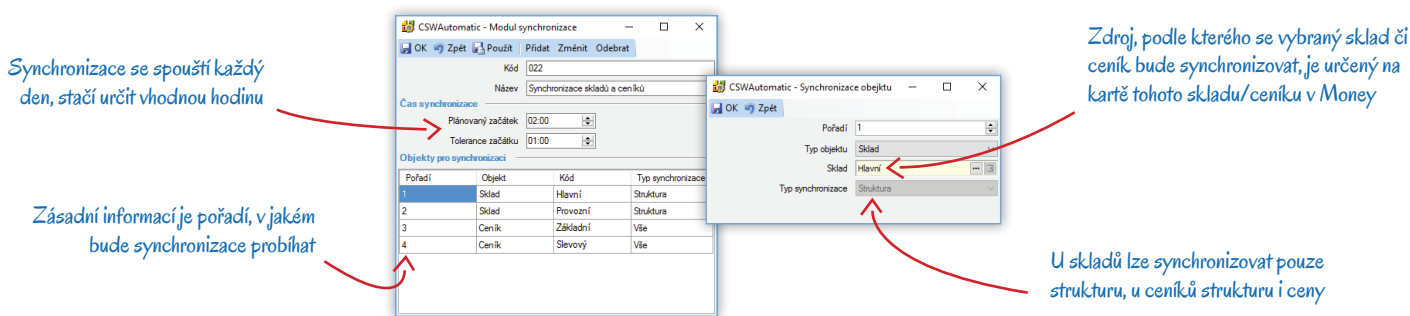 Synchronizace se spouští každý
den, stačí určit vhodnou hodinu
Zásadní informací je pořadí, v jakém
bude synchronizace probíhat
CSWAutomatic - Modul synchronizace
OK Zpět Použít Přidat Změnit Odebrat
Kód 022
Název Synchronizace skladů a ceníků
Čas synchronizace
Plánovaný začátek 02:00
Tolerance začátku 01:00
Objekty pro synchronizaci
Pořadí Objekt Kód Typ synchronizace
1 Sklad Hlavní Struktura
2 Sklad Provozní Struktura
3 Ceník Základní Vše
4 Ceník Slevový Vše
CSWAutomatic - Synchronizace obejktu
OK Zpět
Pořadí 1
Typ objektu Sklad
Sklad Hlavní
Typ synchronizace Struktura
Zdroj, podle kterého se vybraný sklad či
ceník bude synchronizovat, je určený na
kartě tohoto skladu/ceníku v Money
U skladů lze synchronizovat pouze
strukturu, u ceníků strukturu i ceny